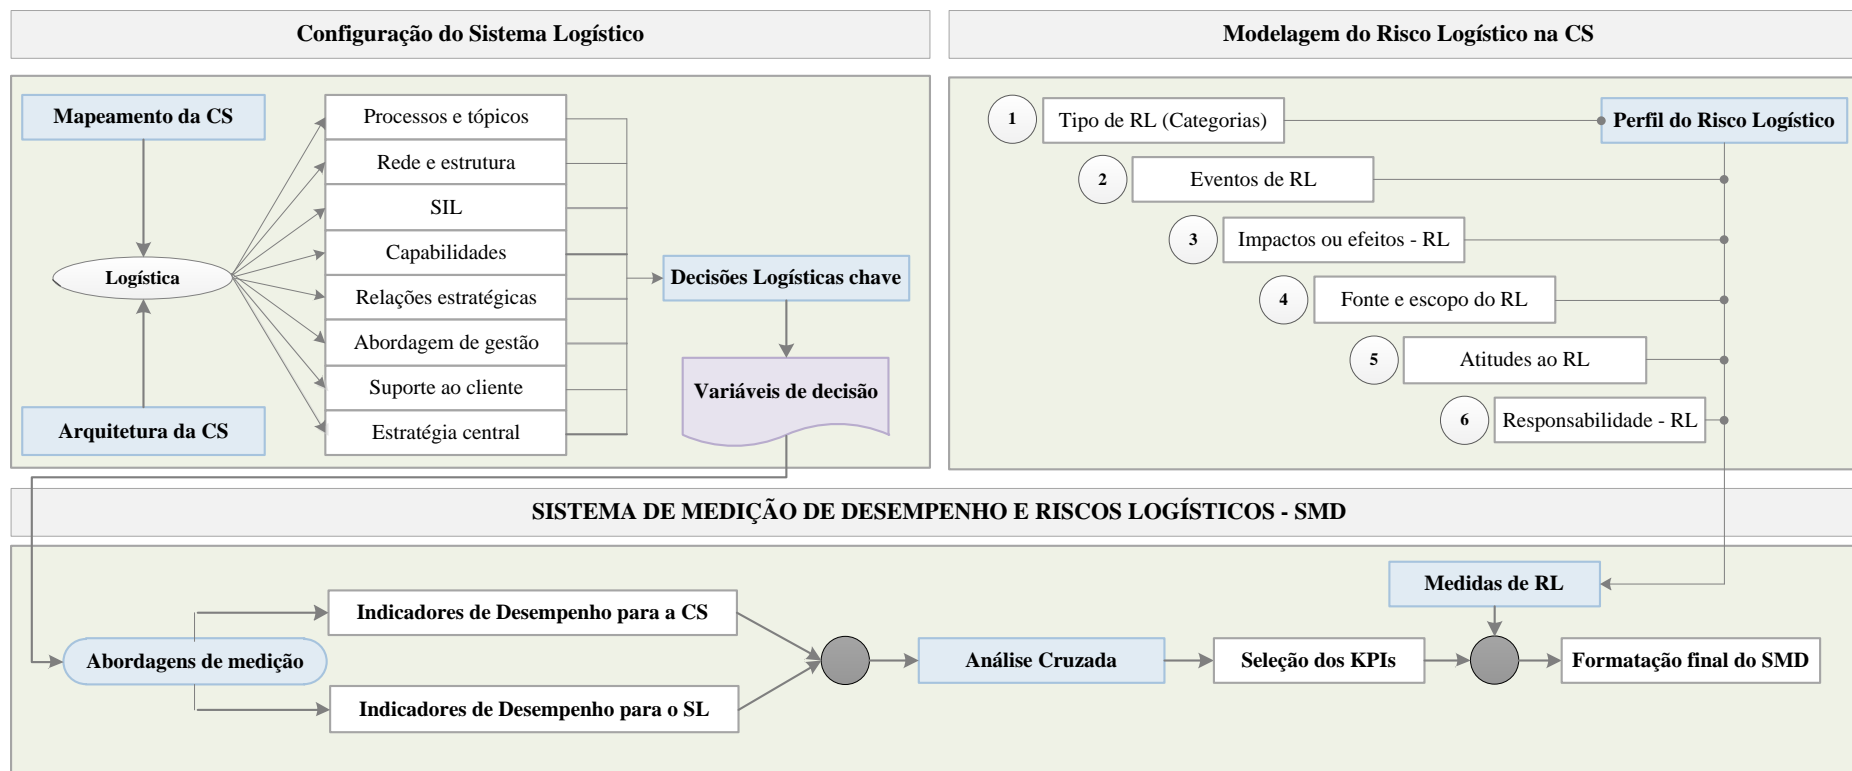 Configuração do Sistema Logístico
Mapeamento da CS
Logística
Arquitetura da CS
Processos e tópicos
Rede e estrutura
SIL
Capabilidades
Relações estratégicas
Abordagem de gestão
Suporte ao cliente
Estratégia central
Decisões Logísticas chave
Variáveis de decisão
Modelagem do Risco Logístico na CS
1
Tipo de RL (Categorias)
Perfil do Risco Logístico
2
Eventos de RL
3
Impactos ou efeitos - RL
4
Fonte e escopo do RL
5
Atitudes ao RL
6
Responsabilidade - RL
SISTEMA DE MEDIÇÃO DE DESEMPENHO E RISCOS LOGÍSTICOS - SMD
Abordagens de medição
Indicadores de Desempenho para a CS
Indicadores de Desempenho para o SL
Análise Cruzada
Seleção dos KPIs
Medidas de RL
Formatação final do SMD